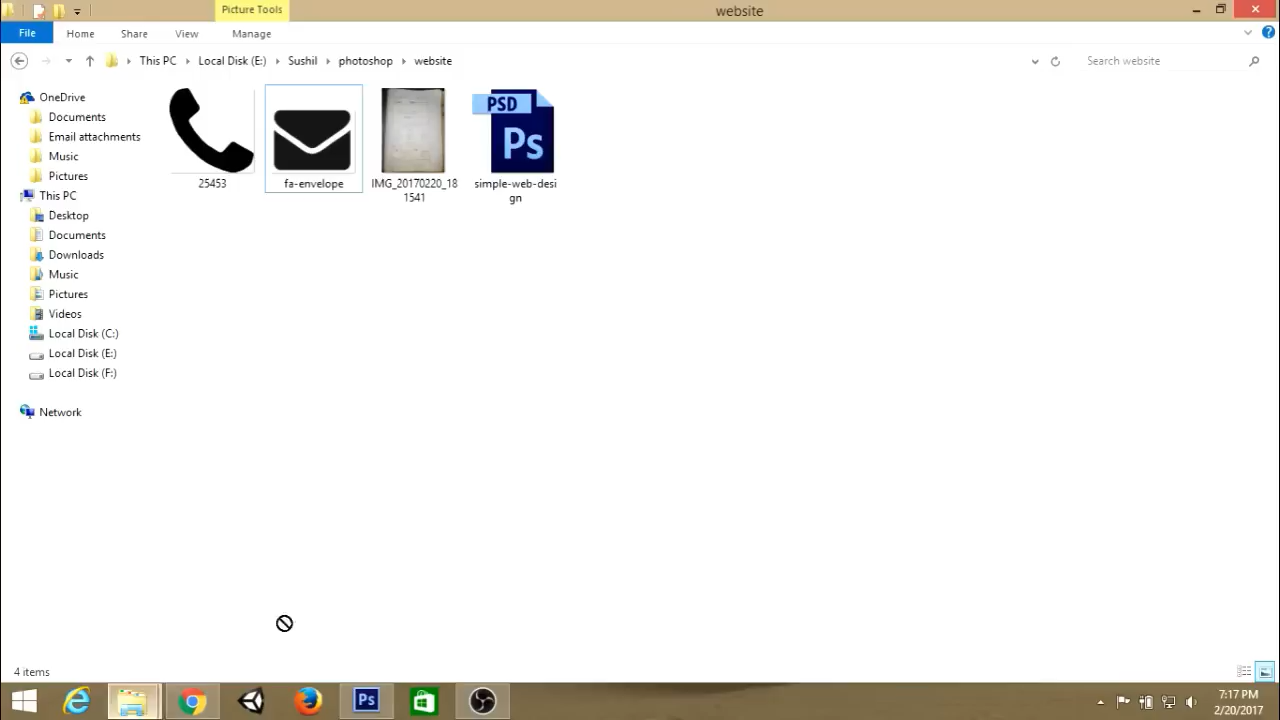 Picture Tools
website
File
Home
Share
View
Manage
This PC
Local Disk (E:)
Sushil
photoshop
website
Search website
OneDrive
Documents
Email attachments
Music
Pictures
This PC
Desktop
Documents
Downloads
Music
Pictures
Videos
Local Disk (C:)
Local Disk (E:)
Local Disk (F:)
Network
PSD
Ps
25453
fa-envelope
IMG_20170220_18
1541
simple-web-desi
gn
4 items
Ps
7:17 PM
2/20/2017